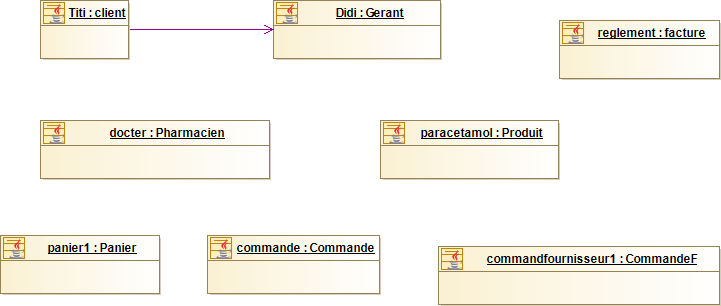 Titi : client
Didi : Gerant
reglement : facture
docter : Pharmacien
paracetamol : Produit
panier1 : Panier
commande : Commande
commandfournisseur1 : CommandeF